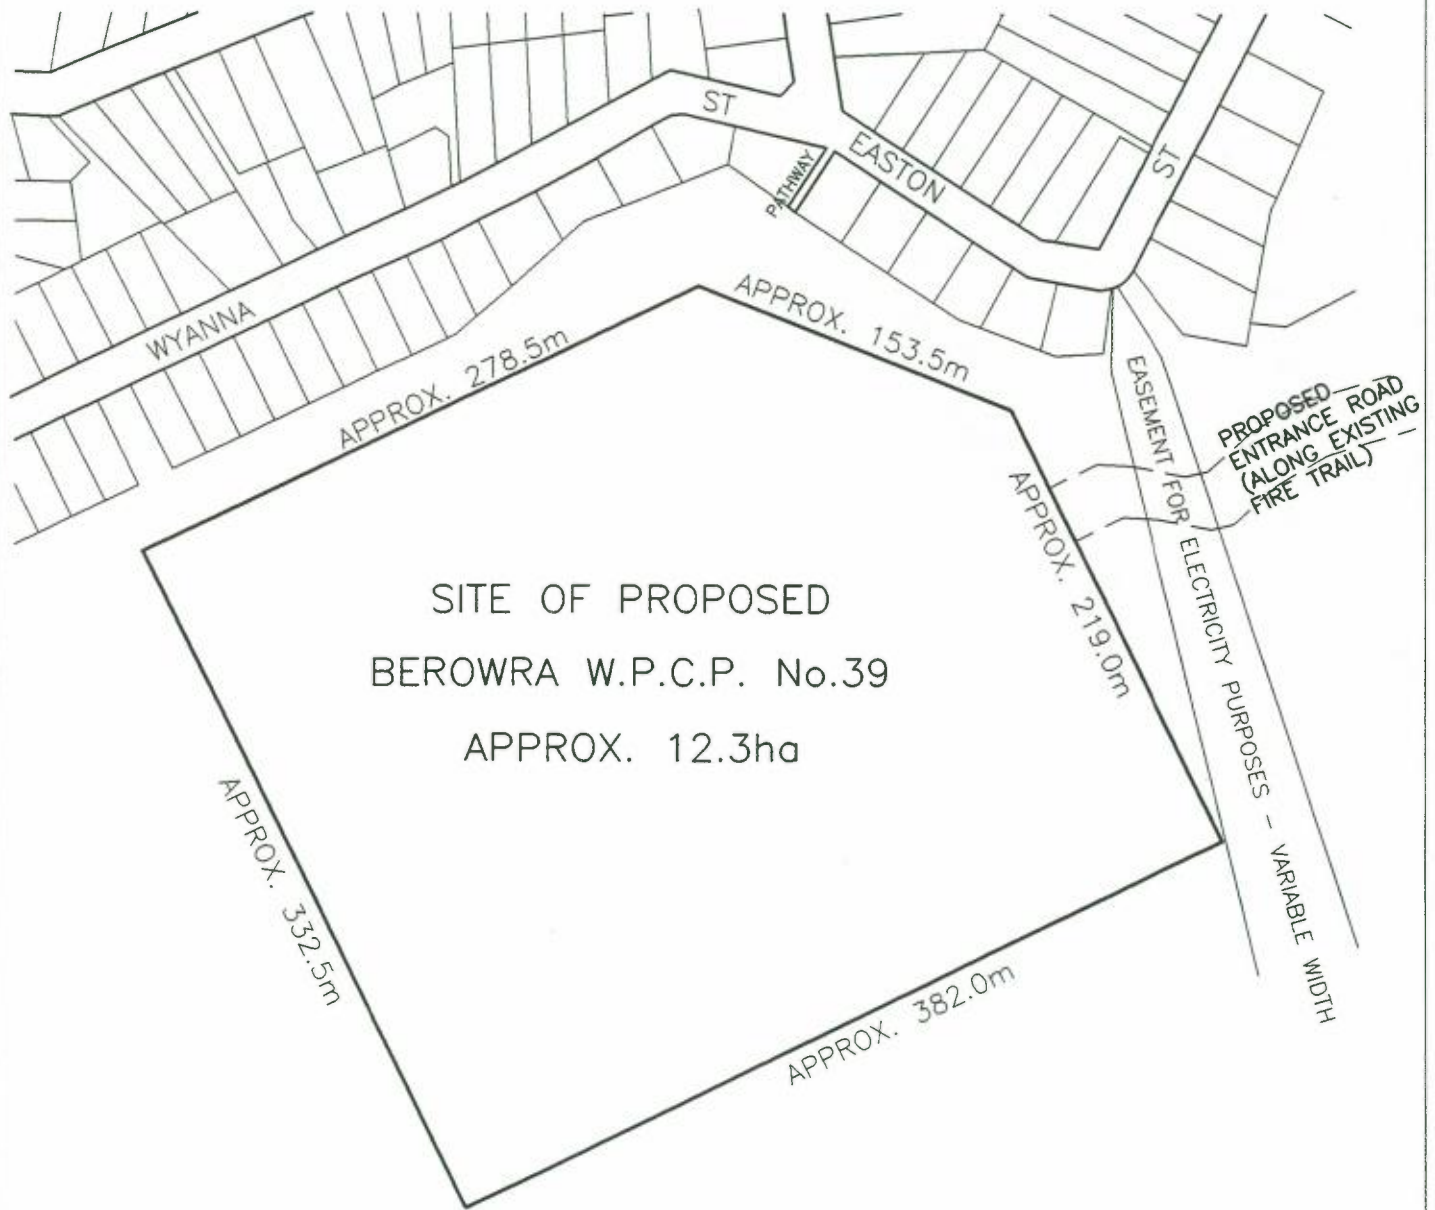 ST
EASTON
ST
PATHWAY
WYANNA
APPROX. 278.5m
APPROX. 153.5m
EASEMENT FOR ELECTRICITY PURPOSES - VARIABLE WIDTH
PROPOSED
ENTRANCE ROAD
(ALONG EXISTING
FIRE TRAIL)
APPROX. 219.0m
SITE OF PROPOSED
BEROWRA W.P.C.P. No.39
APPROX. 12.3ha
APPROX. 332.5m
APPROX. 382.0m